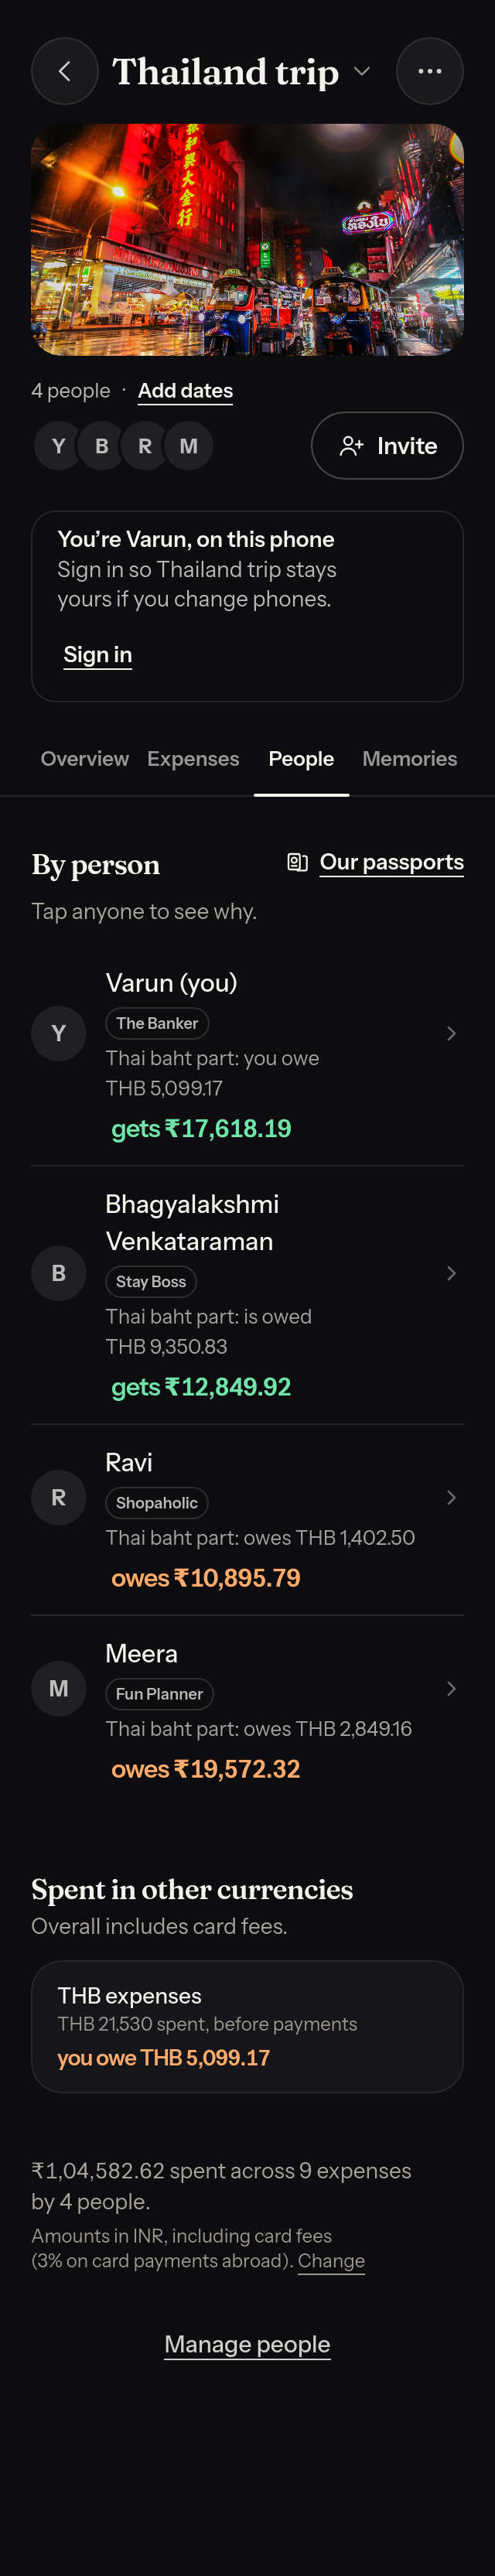 Thailand trip
大
金
行
4 people · Add dates
Y B R M
Invite
You’re Varun, on this phone
Sign in so Thailand trip stays
yours if you change phones.
Sign in
Overview Expenses People Memories
By person
Our passports
Tap anyone to see why.
Y
Varun (you)
The Banker
Thai baht part: you owe
THB 5,099.17
gets ₹17,618.19
B
Bhagyalakshmi
Venkataraman
Stay Boss
Thai baht part: is owed
THB 9,350.83
gets ₹12,849.92
R
Ravi
Shopaholic
Thai baht part: owes THB 1,402.50
owes ₹10,895.79
M
Meera
Fun Planner
Thai baht part: owes THB 2,849.16
owes ₹19,572.32
Spent in other currencies
Overall includes card fees.
THB expenses
THB 21,530 spent, before payments
you owe THB 5,099.17
₹1,04,582.62 spent across 9 expenses
by 4 people.
Amounts in INR, including card fees
(3% on card payments abroad). Change
Manage people